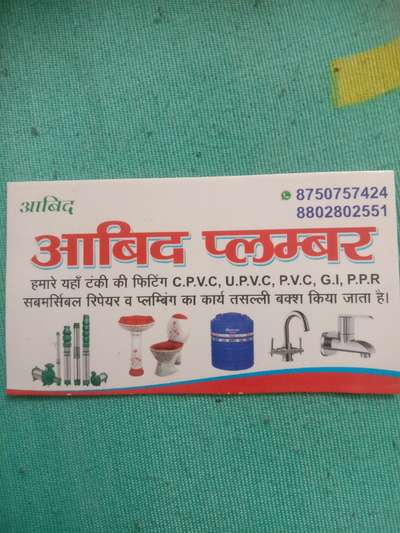 आबिद
8750757424
8802802551
आबिद प्लम्बर
हमारे यहाँ टंकी की फिटिंग C.P.V.C, U.P.V.C, P.V.C, G.I, P.P.R
सबमर्सिबल रिपेयर व प्लम्बिंग का कार्य तसल्ली बक्श किया जाता है।